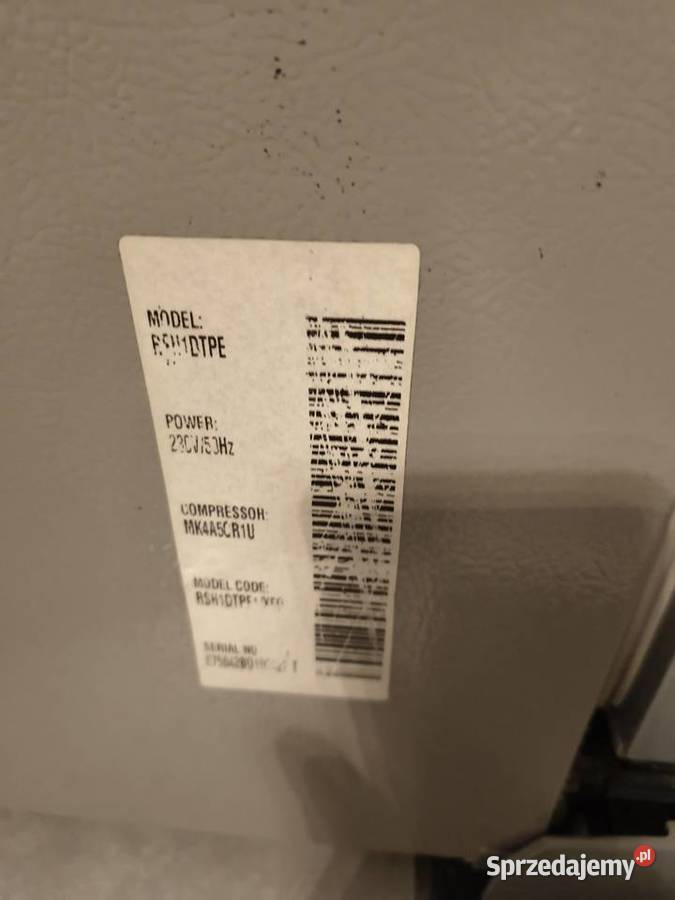 MODEL:
RSH1DTPE
POWER:
230V/50Hz
COMPRESSOR:
MK4A5CR1U
MODEL CODE:
SERIAL NO
Sprzedajemy.pl